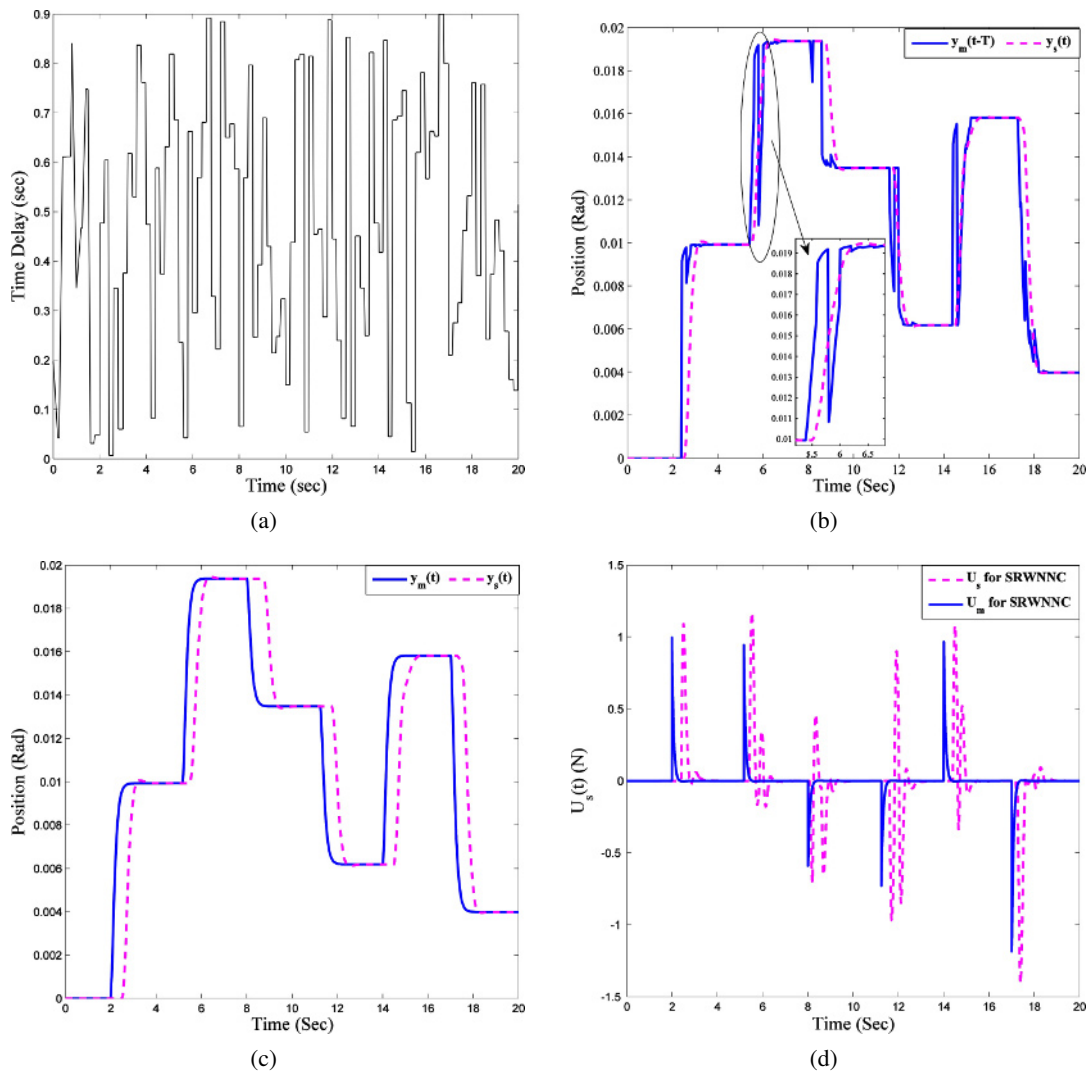 0.9
0.8
0.7
0.6
0.5
0.4
0.3
0.2
0.1
0
Time Delay (sec)
0 2 4 6 8 10 12 14 16 18 20
Time (sec)
(a)
0.02
0.018
0.016
0.014
0.012
0.01
0.008
0.006
0.004
0.002
0
Position (Rad)
y_m(t-T) y_s(t)
0.019
0.018
0.016
0.015
0.013
0.012
0.011
0.01
5.5 6 6.5
0 2 4 6 8 10 12 14 16 18 20
Time (Sec)
(b)
0.02
0.018
0.016
0.014
0.012
0.01
0.008
0.006
0.004
0.002
0
Position (Rad)
y_m(t) y_s(t)
0 2 4 6 8 10 12 14 16 18 20
Time (Sec)
(c)
1.5
1
0.5
0
-0.5
-1
-1.5
U_s(t) (N)
U_s for SRWNNC
U_m for SRWNNC
0 2 4 6 8 10 12 14 16 18 20
Time (Sec)
(d)